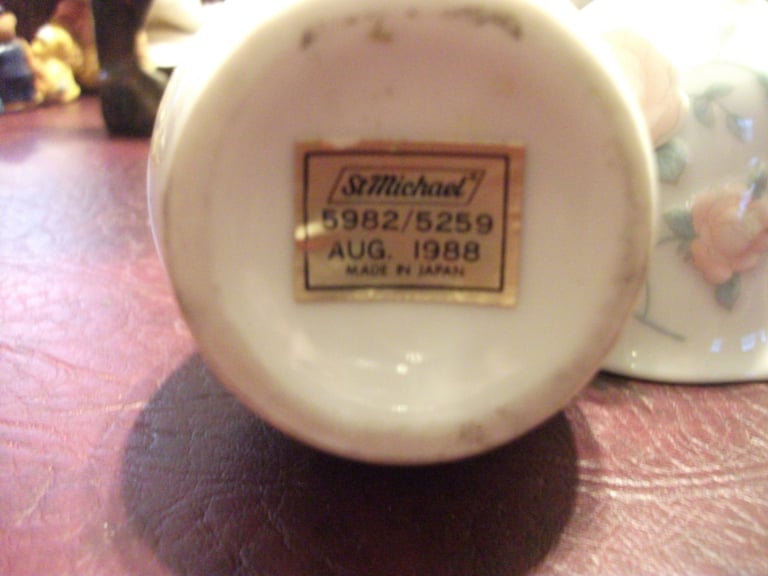 St Michael®
5982/5259
AUG. 1988
MADE IN JAPAN